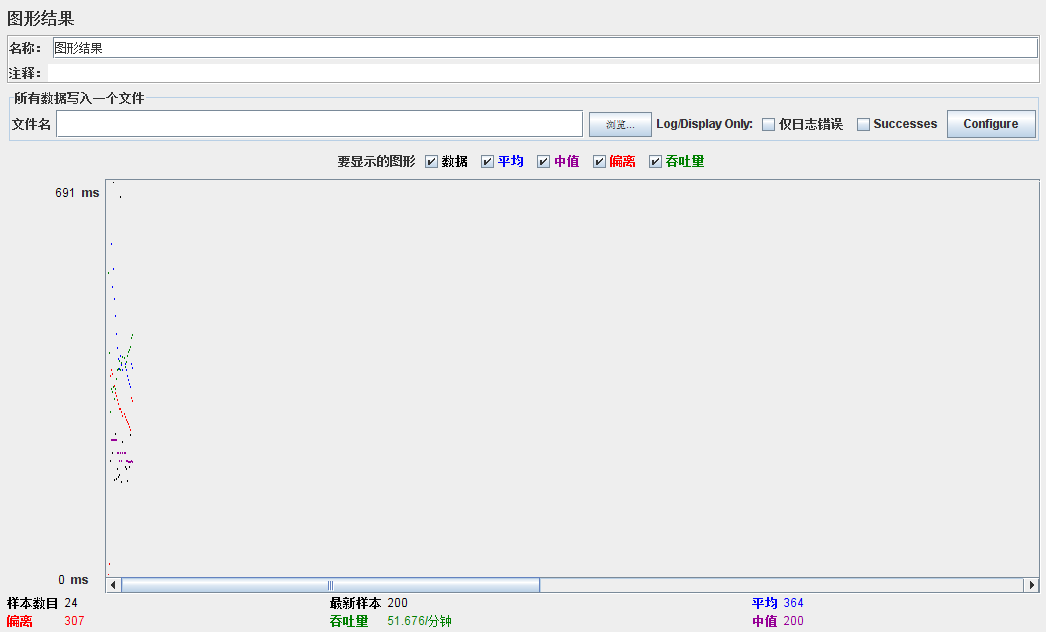 图形结果
名称： 图形结果
注释：
所有数据写入一个文件
文件名 浏览... Log/Display Only: 仅日志错误 Successes Configure
要显示的图形 数据 平均 中值 偏离 吞吐量
691 ms
0 ms
样本数目 24 最新样本 200 平均 364
偏离 307 吞吐量 51.676/分钟 中值 200